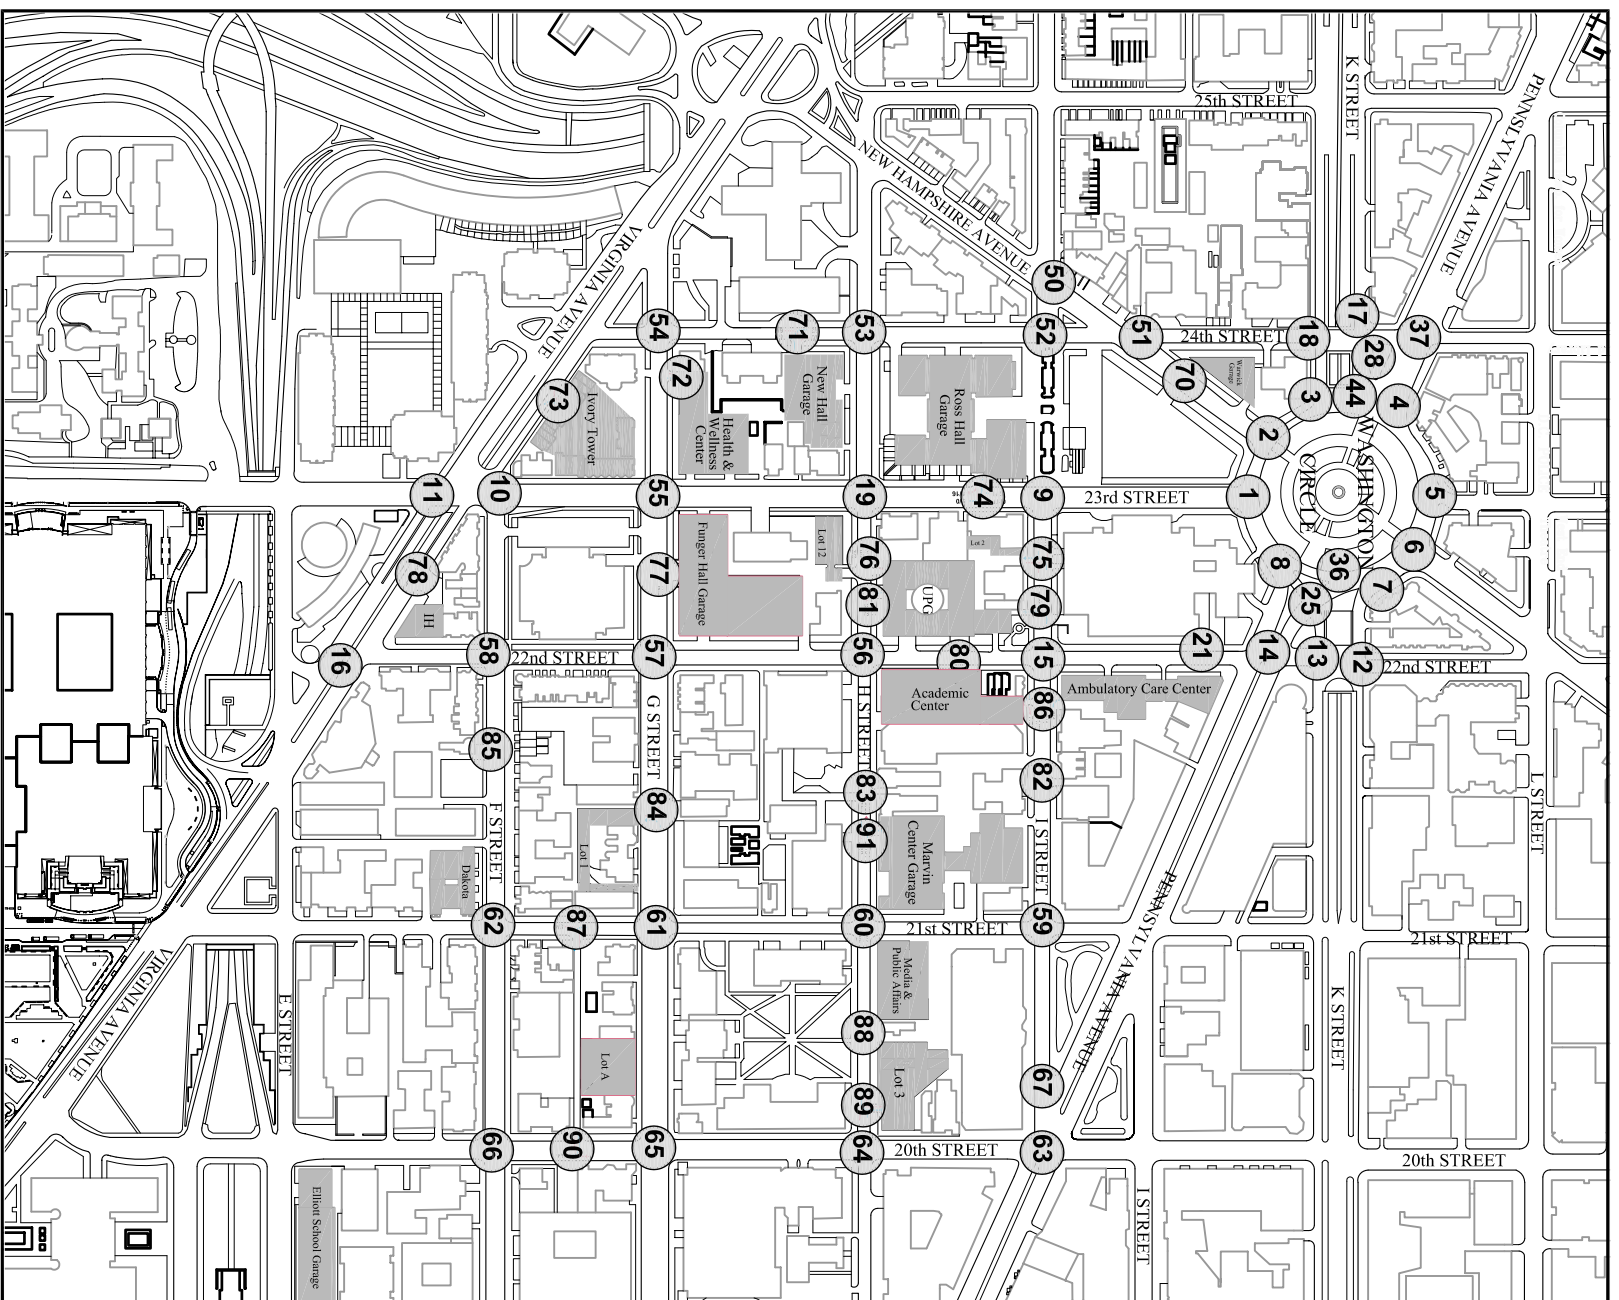 25th STREET
K STREET
PENNSLYVANIA AVENUE
NEW HAMPSHIRE AVENUE
VIRGINIA AVENUE
50
17
54
71
53
52
51
24th STREET
18
37
28
72
New Hall
Garage
Ross Hall
Garage
70
Warwick
Garage
3
44
4
73
Ivory Tower
Health &
Wellness
Center
2
WASHINGTON
CIRCLE
11
10
55
19
74
9
23rd STREET
1
5
Funger Hall Garage
Lot 12
Lot 2
76
75
8
36
6
78
77
7
25
IH
81
UPG
79
16
58
22nd STREET
57
56
80
15
21
14
13
12
22nd STREET
G STREET
H STREET
Academic
Center
86
Ambulatory Care Center
85
82
83
84
F STREET
91
Marvin
Center Garage
I STREET
L STREET
Lot 1
Dakota
PENNSYLVANIA AVENUE
62
87
61
60
21st STREET
59
21st STREET
VIRGINIA AVENUE
Media &
Public Affairs
E STREET
K STREET
88
Lot A
Lot 3
67
89
66
90
65
64
20th STREET
63
20th STREET
Elliott School Garage
I STREET